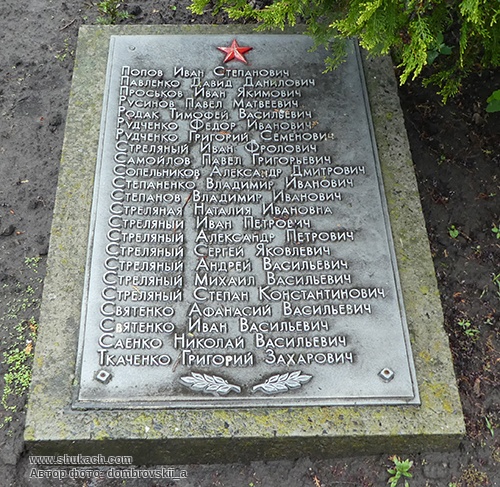 Попов Иван Степанович
Павленко Давид Данилович
Проськов Иван Якимович
Русинов Павел Матвеевич
Родак Тимофей Васильевич
Рудченко Федор Иванович
Рудченко Григорий Семенович
Стреляный Иван Фролович
Самойлов Павел Григорьевич
Сопельников Александр Дмитрович
Степаненко Владимир Иванович
Степанов Владимир Иванович
Стреляная Наталия Ивановна
Стреляный Иван Петрович
Стреляный Александр Петрович
Стреляный Сергей Яковлевич
Стреляный Андрей Васильевич
Стреляный Михаил Васильевич
Стреляный Степан Константинович
Святенко Афанасий Васильевич
Святенко Иван Васильевич
Саенко Николай Васильевич
Ткаченко Григорий Захарович
www.shukach.com
Автор фото: dombrovskii_a